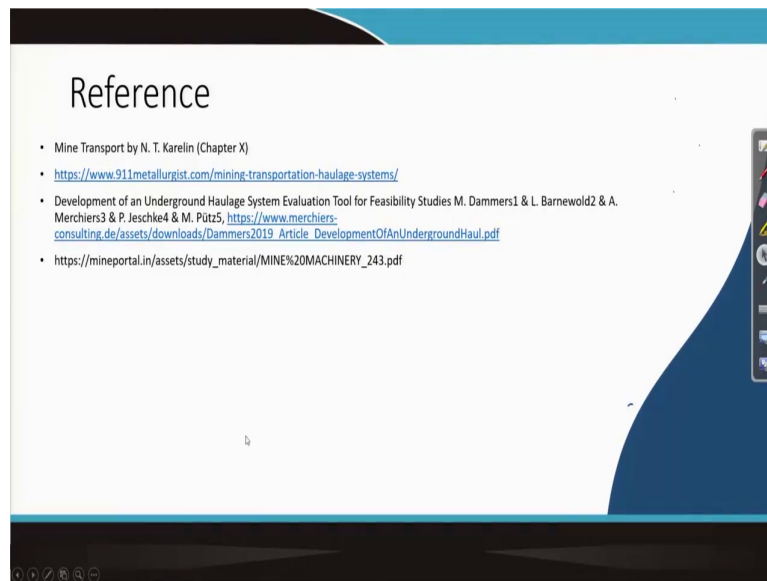 Reference
• Mine Transport by N. T. Karelin (Chapter X)
• https://www.911metallurgist.com/mining-transportation-haulage-systems/
• Development of an Underground Haulage System Evaluation Tool for Feasibility Studies M. Dammers1 & L. Barnewold2 & A.
Merchiers3 & P. Jeschke4 & M. Pütz5, https://www.merchiers-
consulting.de/assets/downloads/Dammers2019_Article_DevelopmentOfAnUndergroundHaul.pdf
• https://mineportal.in/assets/study_material/MINE%20MACHINERY_243.pdf